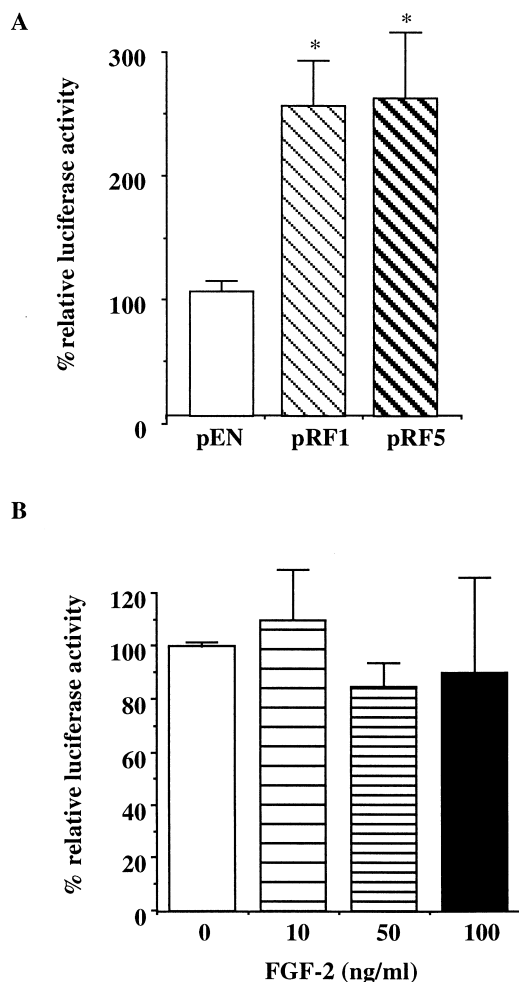 A
% relative luciferase activity
300
200
100
0
* *
pEN pRF1 pRF5
B
% relative luciferase activity
120
100
80
60
40
20
0
0 10 50 100
FGF-2 (ng/ml)